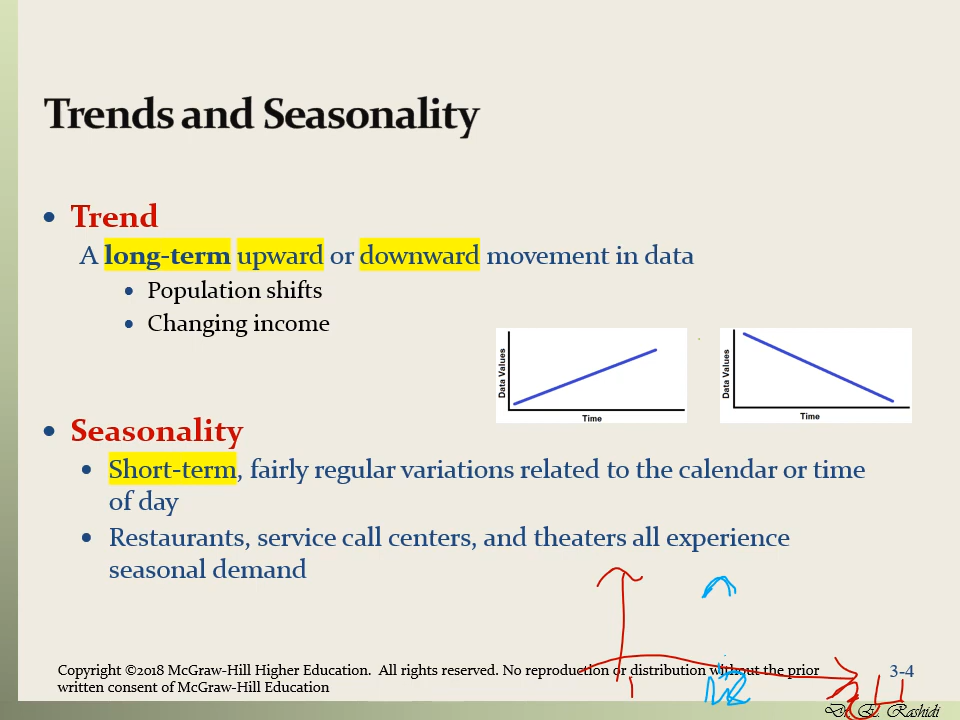 Trends and Seasonality
• Trend
A long-term upward or downward movement in data
• Population shifts
• Changing income
Data Values
Time
Data Values
Time
• Seasonality
• Short-term, fairly regular variations related to the calendar or time
of day
• Restaurants, service call centers, and theaters all experience
seasonal demand
Copyright ©2018 McGraw-Hill Higher Education. All rights reserved. No reproduction or distribution without the prior
written consent of McGraw-Hill Education
3-4
1
12
Dr. E. Rashidi